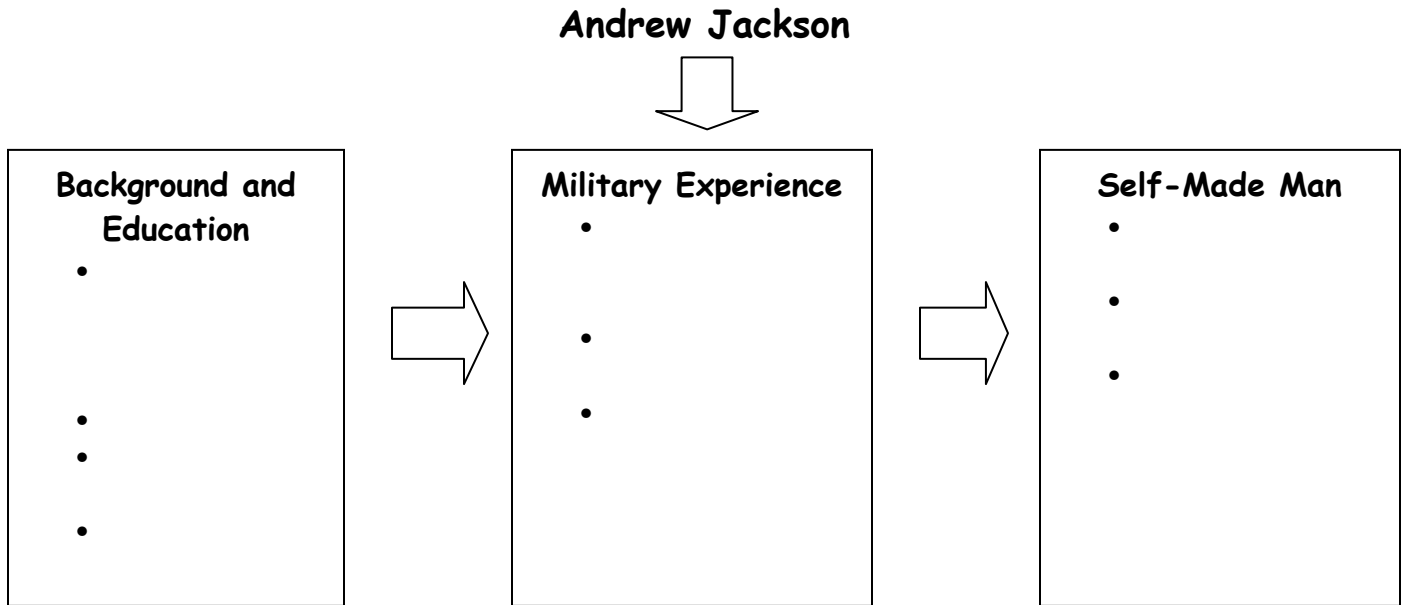 Andrew Jackson
Background and
Education
•
•
•
•
Military Experience
•
•
•
Self-Made Man
•
•
•